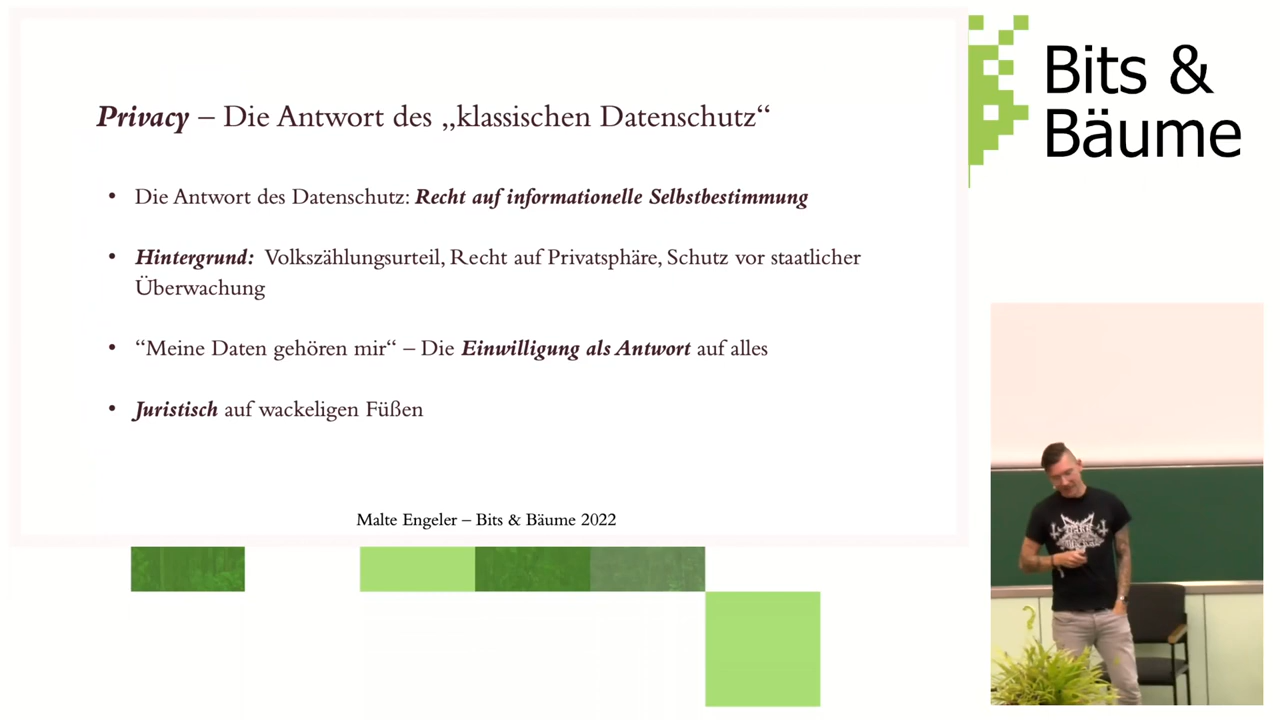 Privacy – Die Antwort des „klassischen Datenschutz“
• Die Antwort des Datenschutz: Recht auf informationelle Selbstbestimmung
• Hintergrund: Volkszählungsurteil, Recht auf Privatsphäre, Schutz vor staatlicher
Überwachung
• “Meine Daten gehören mir“ – Die Einwilligung als Antwort auf alles
• Juristisch auf wackeligen Füßen
Malte Engeler – Bits & Bäume 2022
Bits &
Bäume